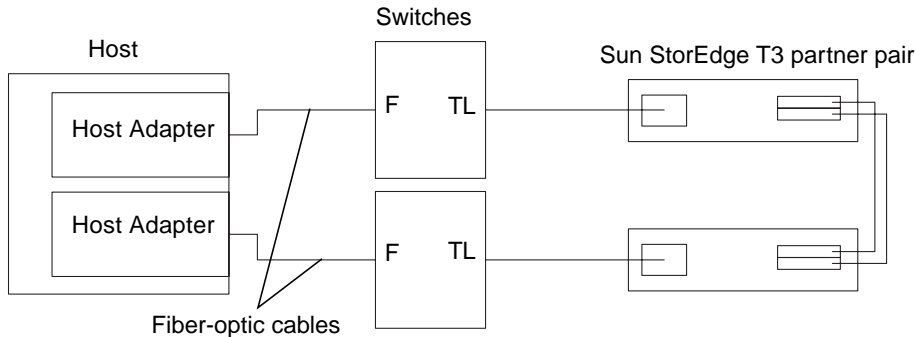 Switches
Host
Sun StorEdge T3 partner pair
Host Adapter
F
TL
Host Adapter
F
TL
Fiber-optic cables